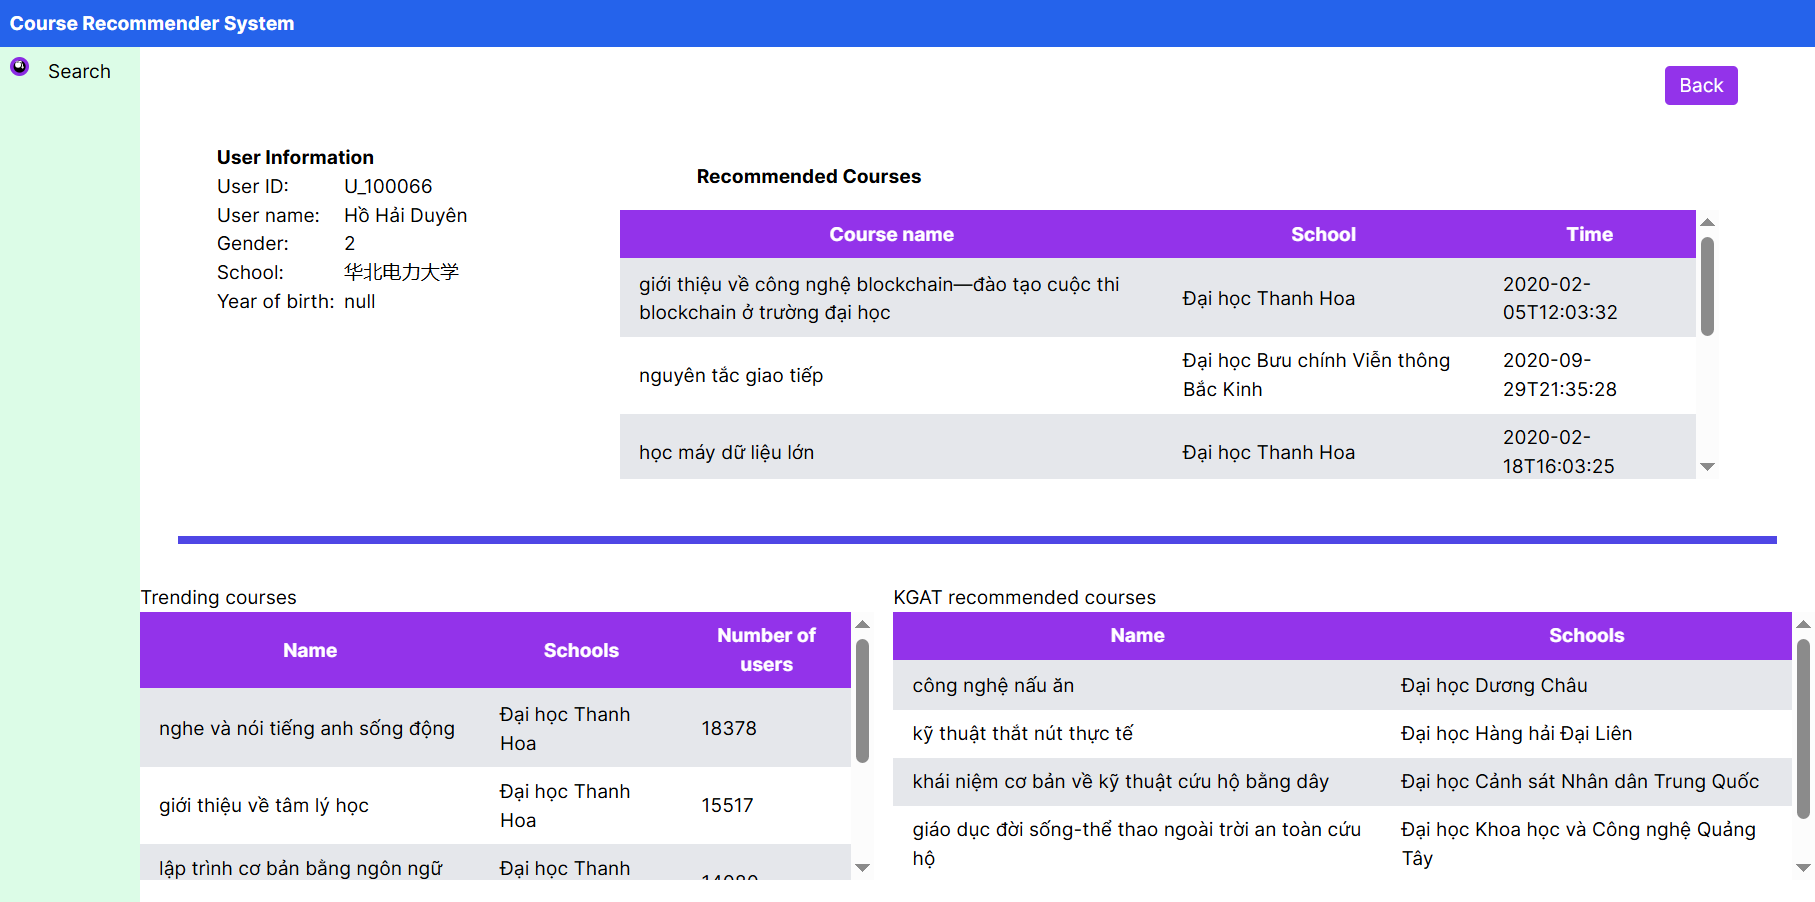 Course Recommender System
Search
Back
User Information
User ID: U_100066
User name: Hồ Hải Duyên
Gender: 2
School: 华北电力大学
Year of birth: null
Recommended Courses
Course name School Time
giới thiệu về công nghệ blockchain—đào tạo cuộc thi
blockchain ở trường đại học
Đại học Thanh Hoa
2020-02-
05T12:03:32
nguyên tắc giao tiếp
Đại học Bưu chính Viễn thông
Bắc Kinh
2020-09-
29T21:35:28
học máy dữ liệu lớn
Đại học Thanh Hoa
2020-02-
18T16:03:25
Trending courses
Name Schools Number of
users
nghe và nói tiếng anh sống động
Đại học Thanh
Hoa
18378
giới thiệu về tâm lý học
Đại học Thanh
Hoa
15517
lập trình cơ bản bằng ngôn ngữ
Đại học Thanh
KGAT recommended courses
Name Schools
công nghệ nấu ăn Đại học Dương Châu
kỹ thuật thắt nút thực tế Đại học Hàng hải Đại Liên
khái niệm cơ bản về kỹ thuật cứu hộ bằng dây Đại học Cảnh sát Nhân dân Trung Quốc
giáo dục đời sống-thể thao ngoài trời an toàn cứu
hộ
Đại học Khoa học và Công nghệ Quảng
Tây